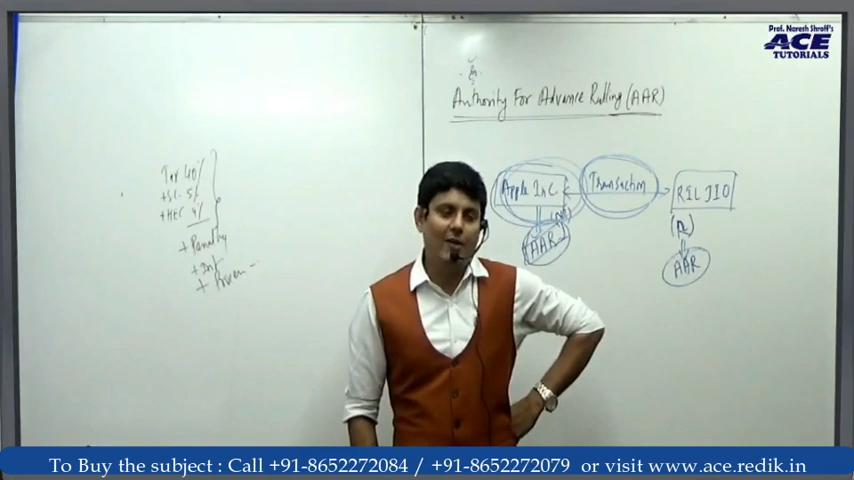 Prof. Naresh Shroff's
ACE
TUTORIALS
Authority For Advance Rulling (AAR)
Tax 40%
+SC. 5%
+HEC 4%
+ Penalty
+ Int
Apple Inc
Transaction
RIL JIO
(NR)
(R)
AAR
AAR
To Buy the subject : Call +91-8652272084 / +91-8652272079 or visit www.ace.redik.in